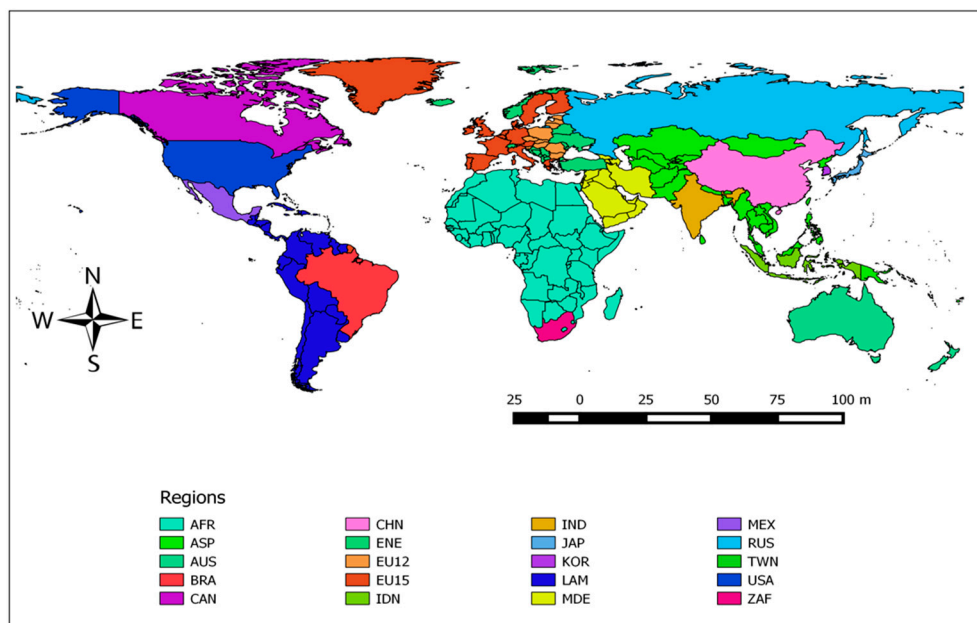 N
W E
S
25 0 25 50 75 100 m
Regions
AFR CHN IND MEX
ASP ENE JAP RUS
AUS EU12 KOR TWN
BRA EU15 LAM USA
CAN IDN MDE ZAF